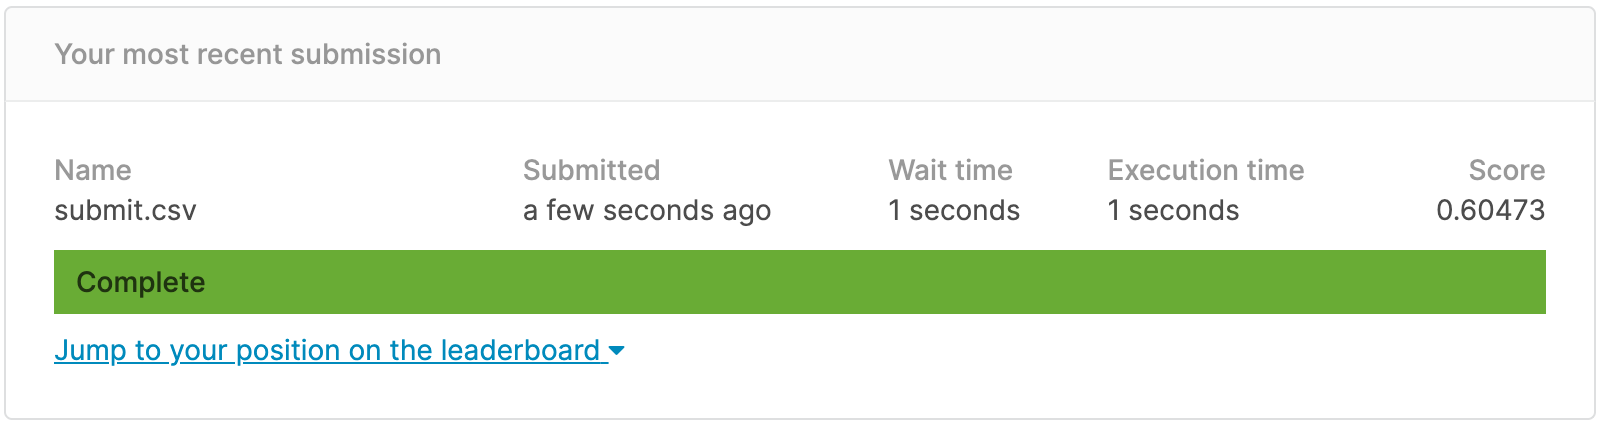 Your most recent submission
Name Submitted Wait time Execution time Score
submit.csv a few seconds ago 1 seconds 1 seconds 0.60473
Complete
Jump to your position on the leaderboard